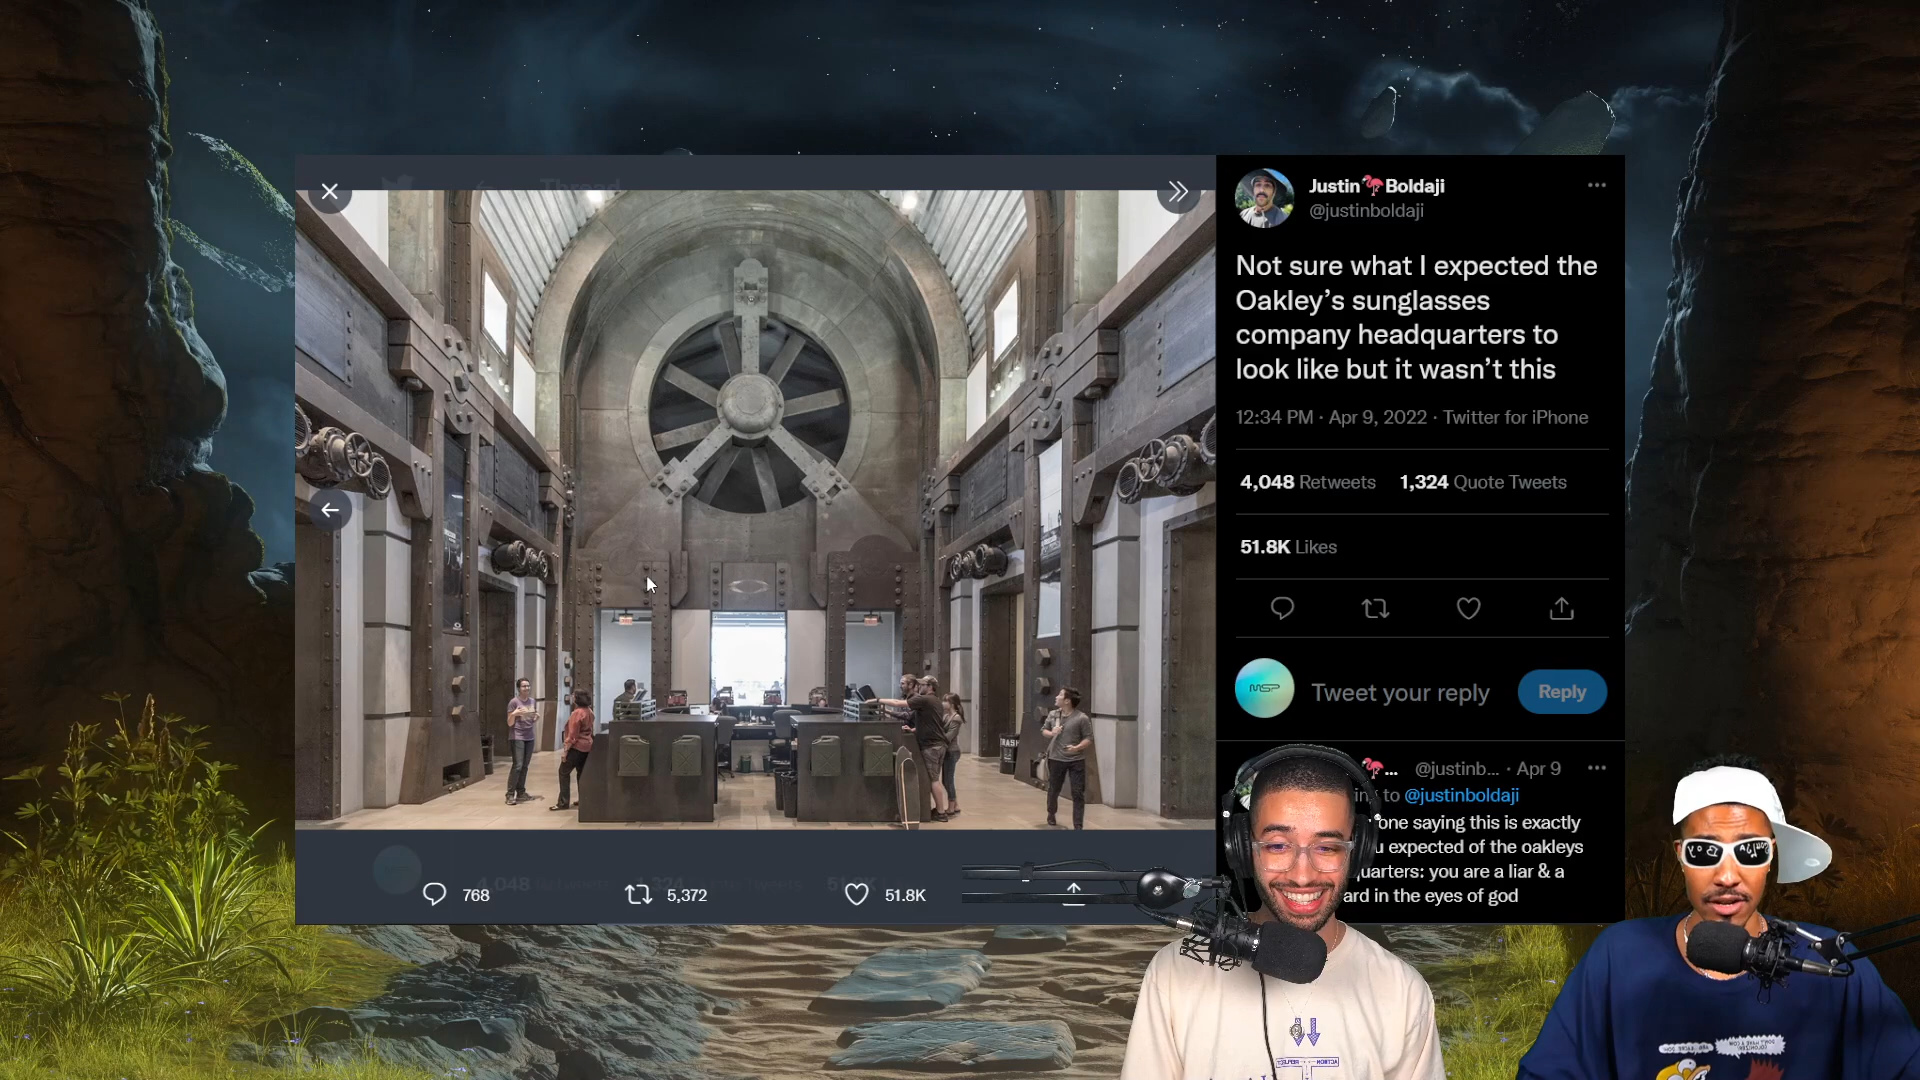 Justin🦩Boldaji
@justinboldaji
Not sure what I expected the
Oakley’s sunglasses
company headquarters to
look like but it wasn’t this
12:34 PM · Apr 9, 2022 · Twitter for iPhone
4,048 Retweets 1,324 Quote Tweets
51.8K Likes
MSP
Tweet your reply
Reply
🦩... @justinb... · Apr 9
to @justinboldaji
one saying this is exactly
expected of the oakleys
you are a liar & a
in the eyes of god
768
5,372
51.8K
Thread
TRASH